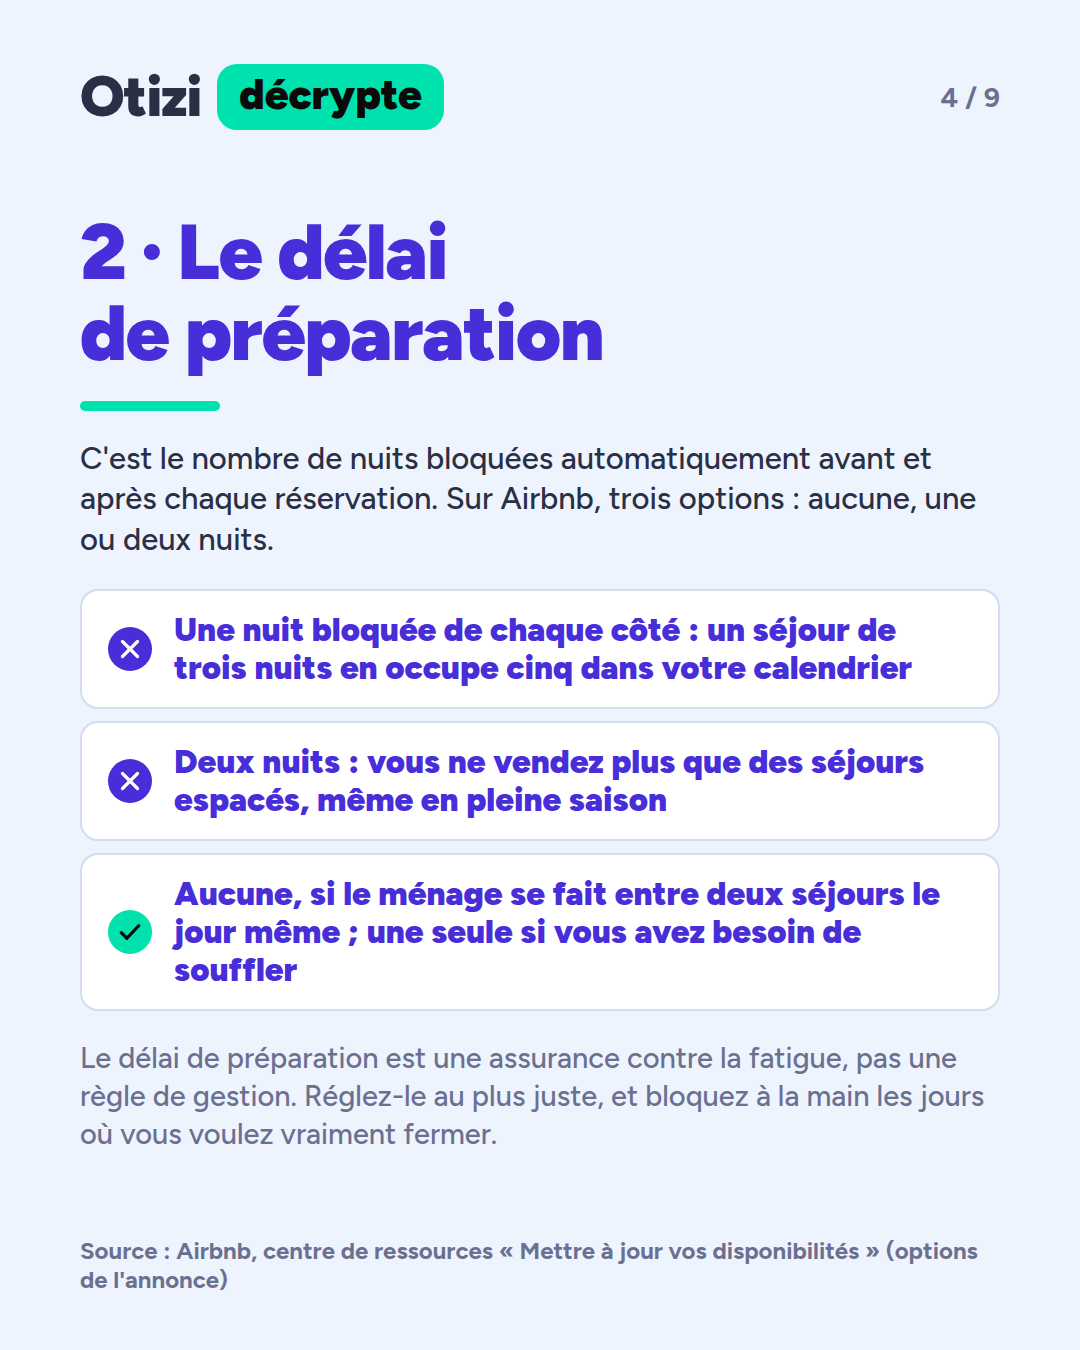 Otizi décrypte
4 / 9
2 · Le délai
de préparation
C'est le nombre de nuits bloquées automatiquement avant et
après chaque réservation. Sur Airbnb, trois options : aucune, une
ou deux nuits.
Une nuit bloquée de chaque côté : un séjour de
trois nuits en occupe cinq dans votre calendrier
Deux nuits : vous ne vendez plus que des séjours
espacés, même en pleine saison
Aucune, si le ménage se fait entre deux séjours le
jour même ; une seule si vous avez besoin de
souffler
Le délai de préparation est une assurance contre la fatigue, pas une
règle de gestion. Réglez-le au plus juste, et bloquez à la main les jours
où vous voulez vraiment fermer.
Source : Airbnb, centre de ressources « Mettre à jour vos disponibilités » (options
de l'annonce)